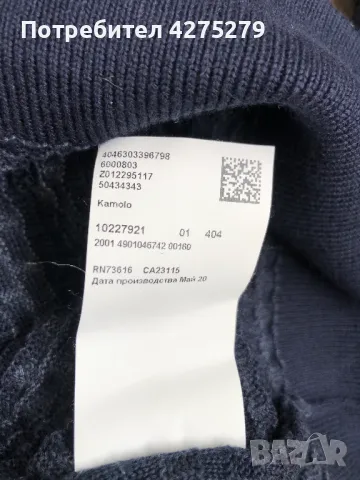 Потребител 4275279
4046303396798
6000803
Z012295117
50434343
Kamolo
10227921 01 404
2001 4901046742 00160
RN73616 CA23115
Дата производства Май 20
BAZAR